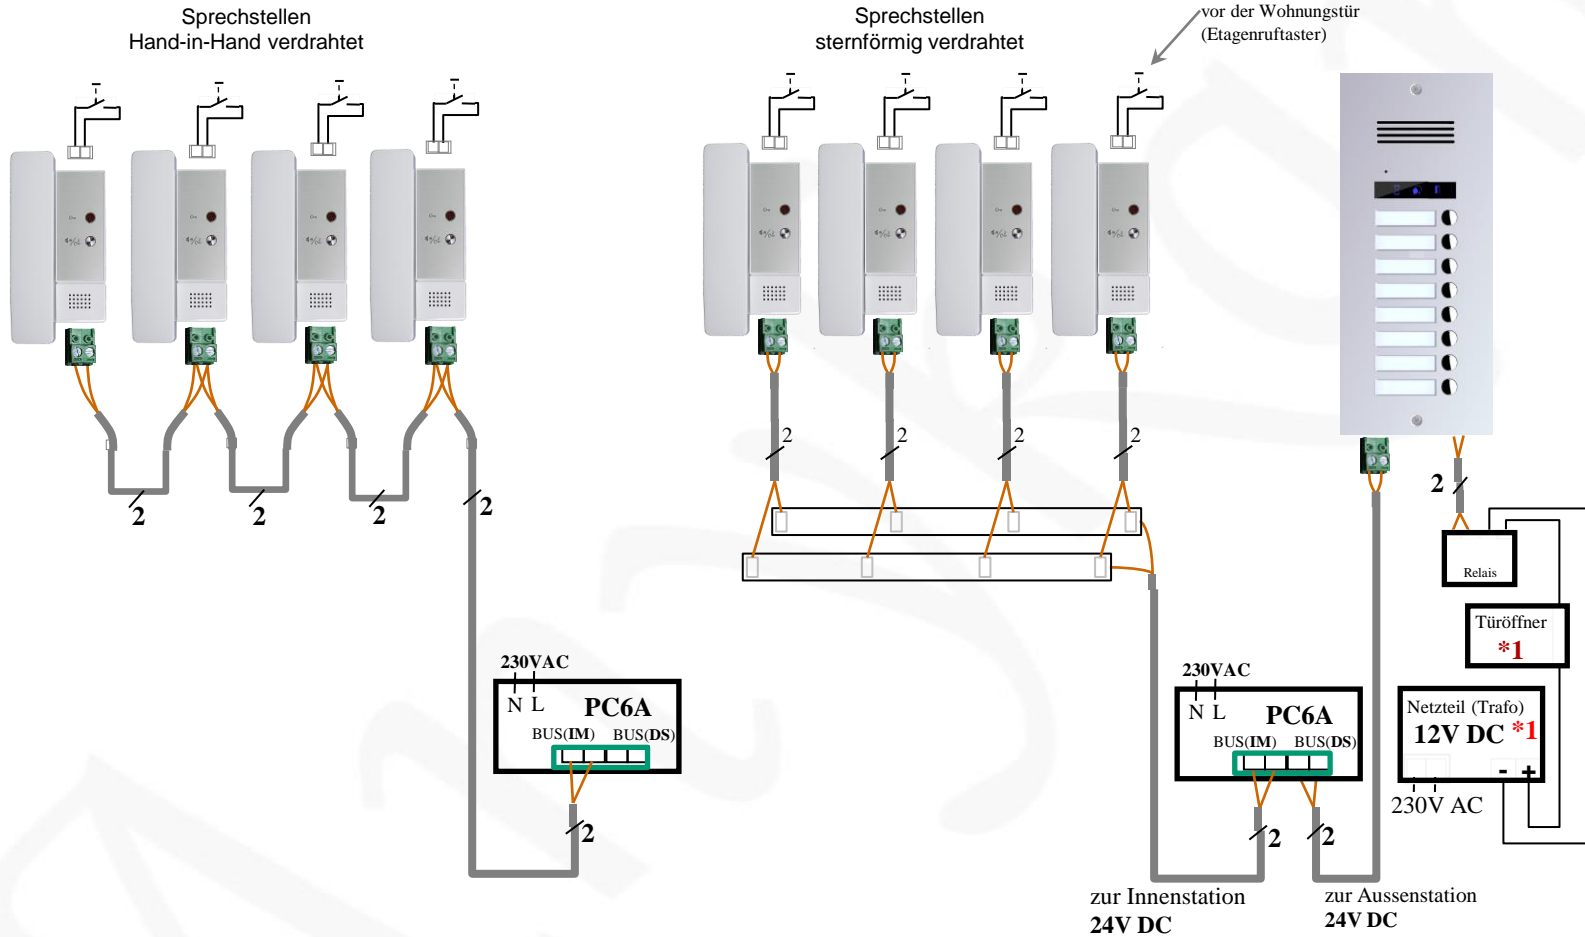 Sprechstellen
Hand-in-Hand verdrahtet
Sprechstellen
sternförmig verdrahtet
vor der Wohnungstür
(Etagenruftaster)
2
2
2
2
2
2
2
2
2
Relais
Türöffner
*1
230VAC
N L
PC6A
BUS(IM) BUS(DS)
2
230VAC
N L
PC6A
BUS(IM) BUS(DS)
2
2
Netzteil (Trafo)
12V DC *1
- +
230V AC
zur Innenstation
24V DC
zur Aussenstation
24V DC